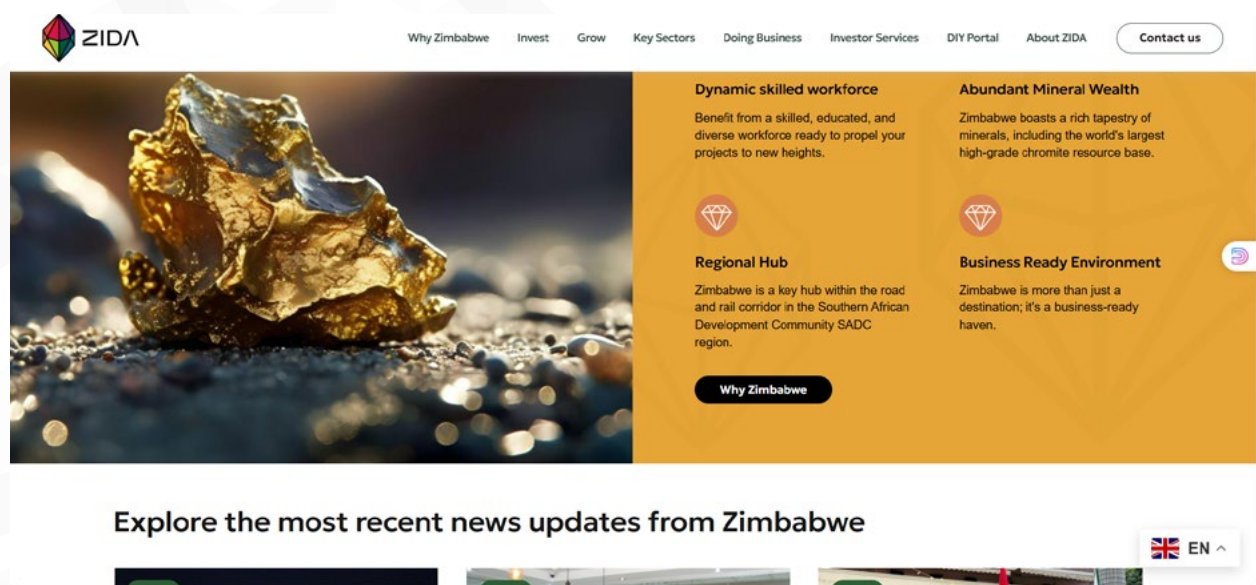 ZIDA
Why Zimbabwe
Invest
Grow
Key Sectors
Doing Business
Investor Services
DIY Portal
About ZIDA
Contact us
Dynamic skilled workforce
Benefit from a skilled, educated, and
diverse workforce ready to propel your
projects to new heights.
Abundant Mineral Wealth
Zimbabwe boasts a rich tapestry of
minerals, including the world's largest
high-grade chromite resource base.
Regional Hub
Zimbabwe is a key hub within the road
and rail corridor in the Southern African
Development Community SADC
region.
Business Ready Environment
Zimbabwe is more than just a
destination; it's a business-ready
haven.
Why Zimbabwe
Explore the most recent news updates from Zimbabwe
EN